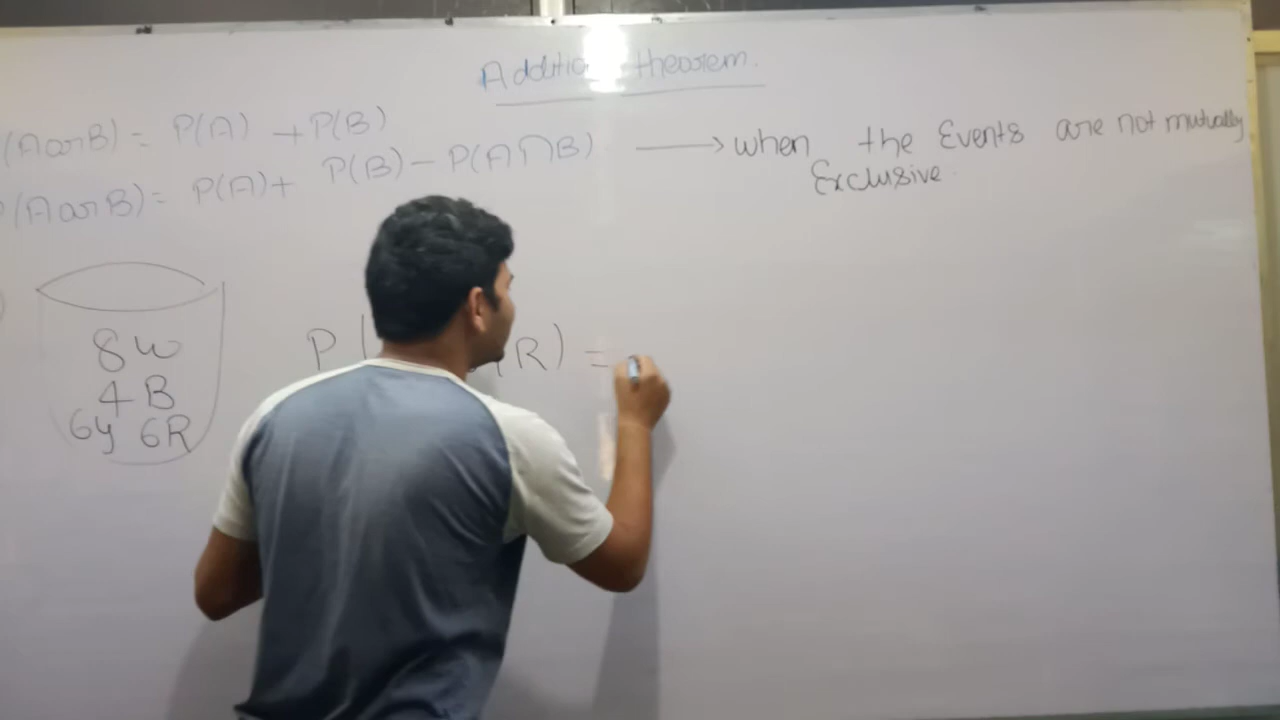 Addition theorem.
(A or B) = P(A) + P(B)
P(A or B) = P(A) + P(B) - P(A∩B) → when the Events are not mutually
Exclusive.
8W
4B
6y 6R
P( R) =